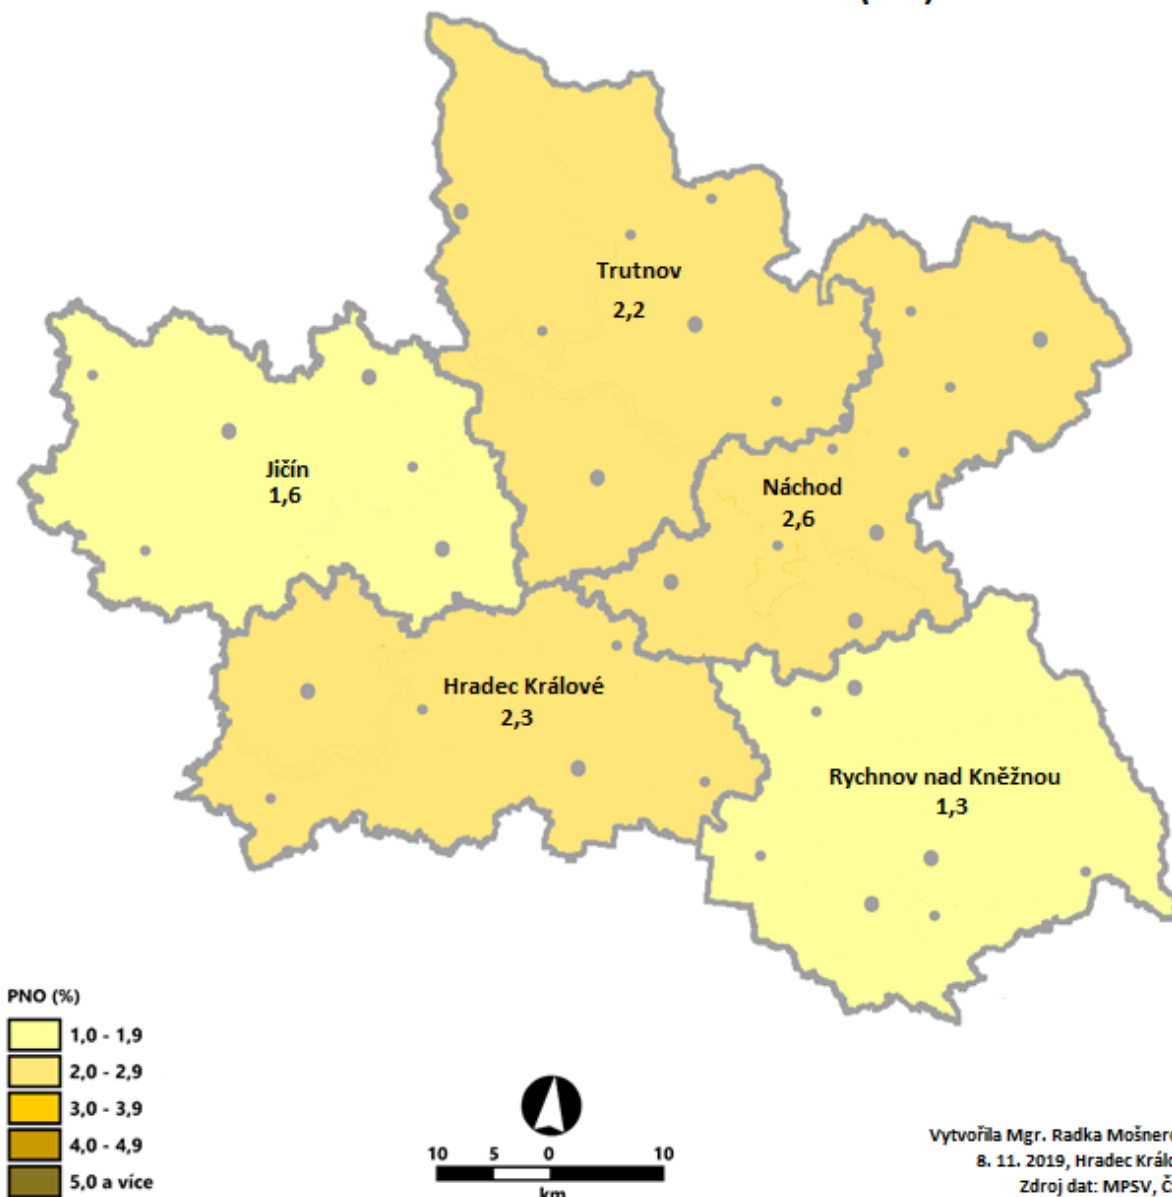 Trutnov
2,2
Jičín
1,6
Náchod
2,6
Hradec Králové
2,3
Rychnov nad Kněžnou
1,3
PNO (%)
1,0 - 1,9
2,0 - 2,9
3,0 - 3,9
4,0 - 4,9
5,0 a více
10 5 0 10
km
Vytvořila Mgr. Radka
8. 11. 2019, Hradec
Zdroj dat: MPSV,